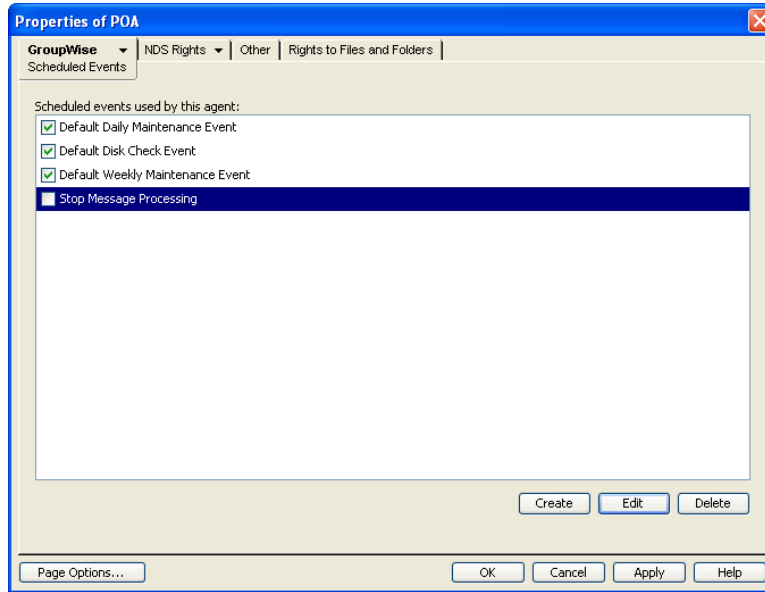 Properties of POA
GroupWise NDS Rights Other Rights to Files and Folders
Scheduled Events
Scheduled events used by this agent:
Default Daily Maintenance Event
Default Disk Check Event
Default Weekly Maintenance Event
Stop Message Processing
Create Edit Delete
Page Options... OK Cancel Apply Help